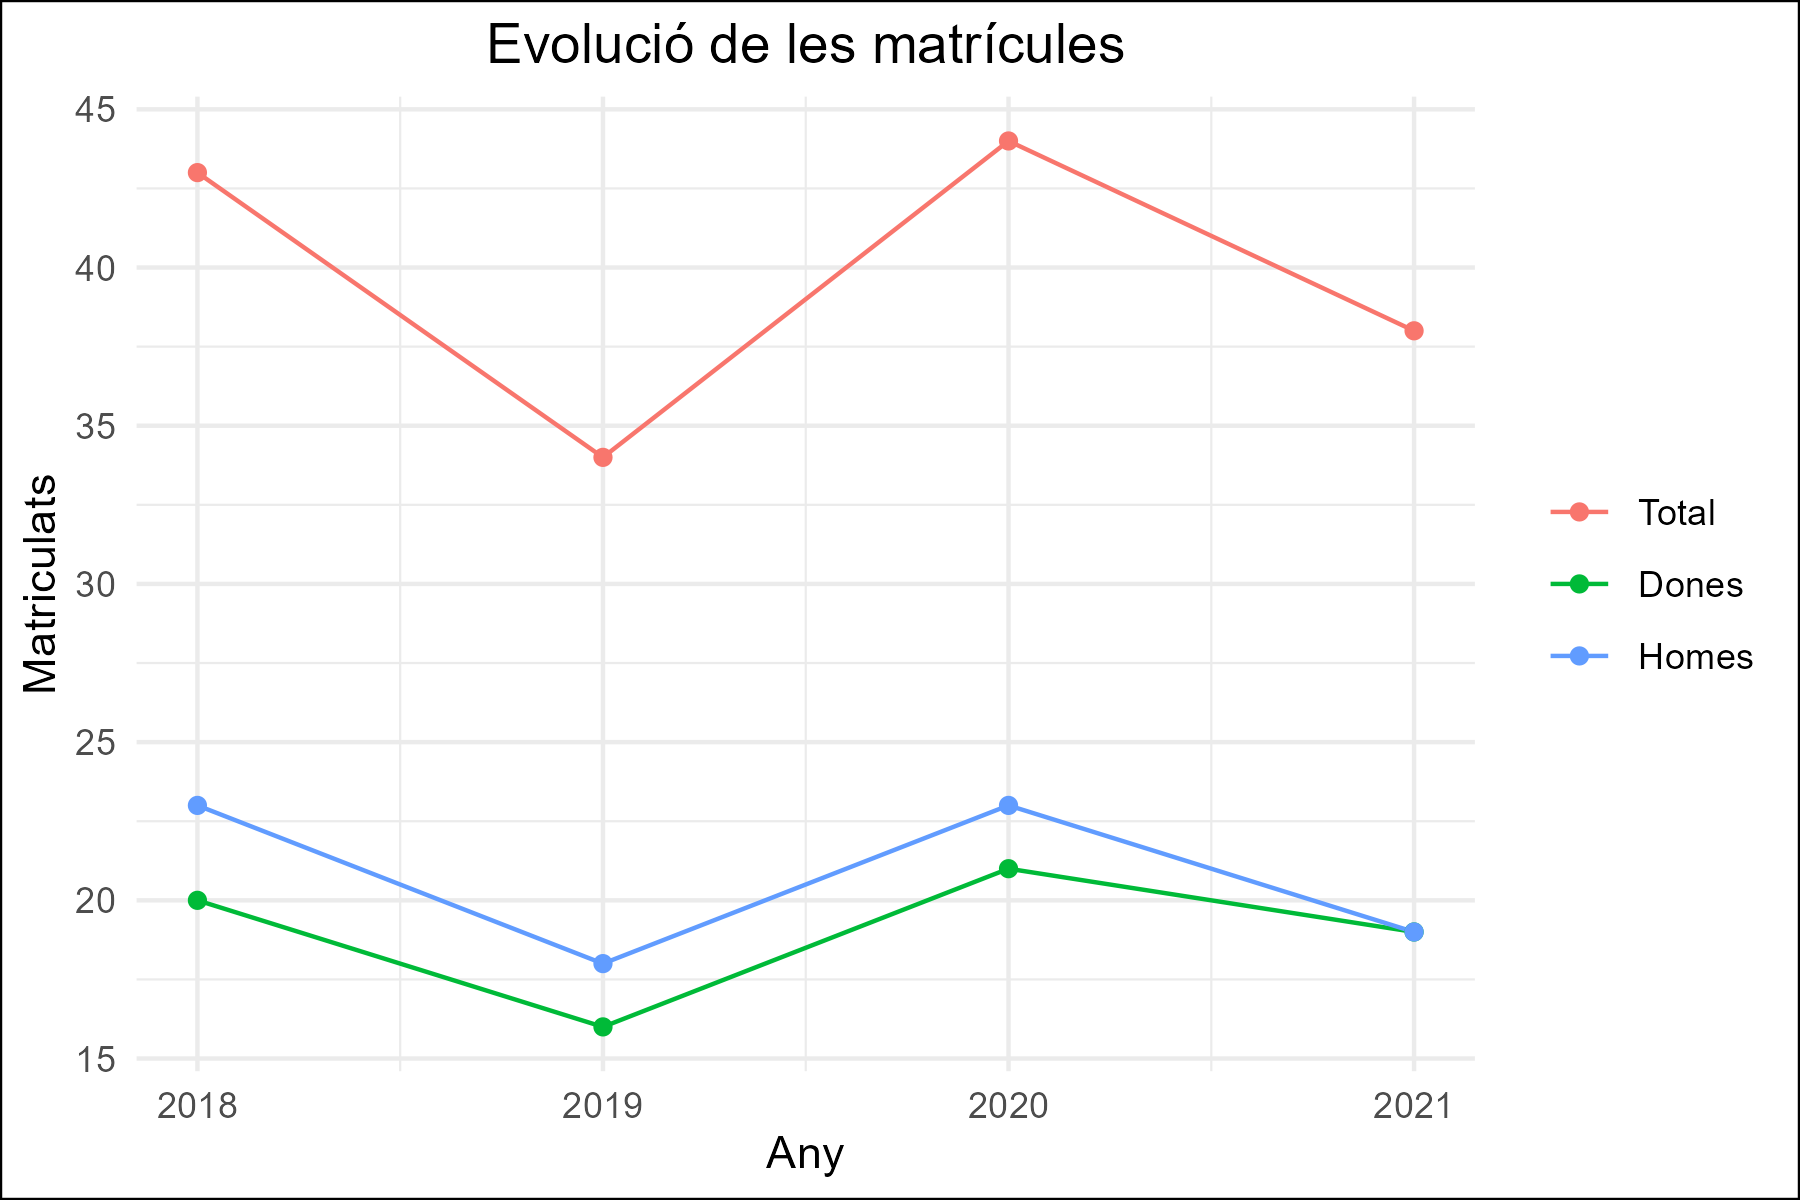 Evolució de les matrícules
45
40
35
30
25
20
15
Matriculats
2018 2019 2020 2021
Any
Total
Dones
Homes